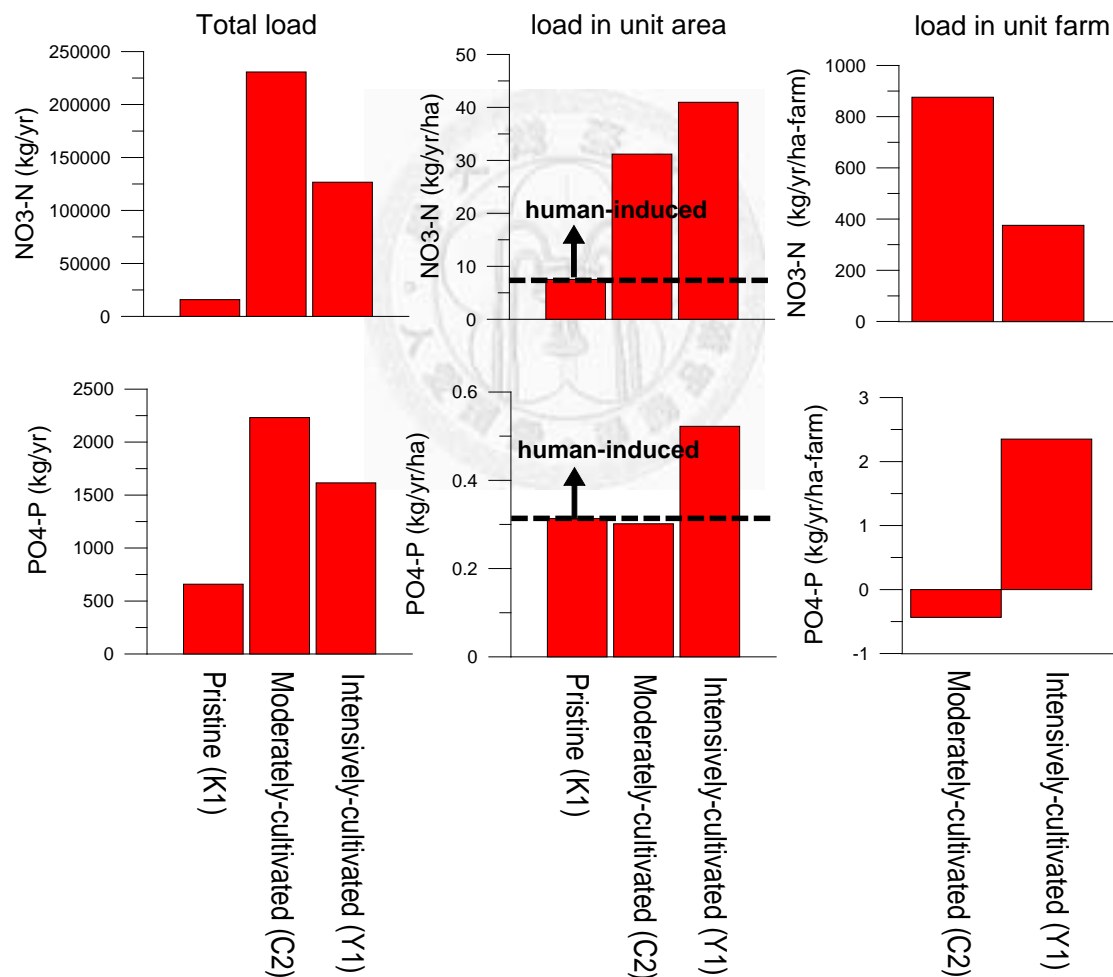 Total load
load in unit area
load in unit farm
NO3-N (kg/yr)
250000
200000
150000
100000
50000
0
NO3-N (kg/yr/ha)
50
40
30
20
10
0
human-induced
NO3-N (kg/yr/ha-farm)
1000
800
600
400
200
0
PO4-P (kg/yr)
2500
2000
1500
1000
500
0
PO4-P (kg/yr/ha)
0.6
0.4
0.2
0
human-induced
PO4-P (kg/yr/ha-farm)
3
2
1
0
-1
Pristine (K1)
Moderately-cultivated (C2)
Intensively-cultivated (Y1)
Pristine (K1)
Moderately-cultivated (C2)
Intensively-cultivated (Y1)
Moderately-cultivated (C2)
Intensively-cultivated (Y1)